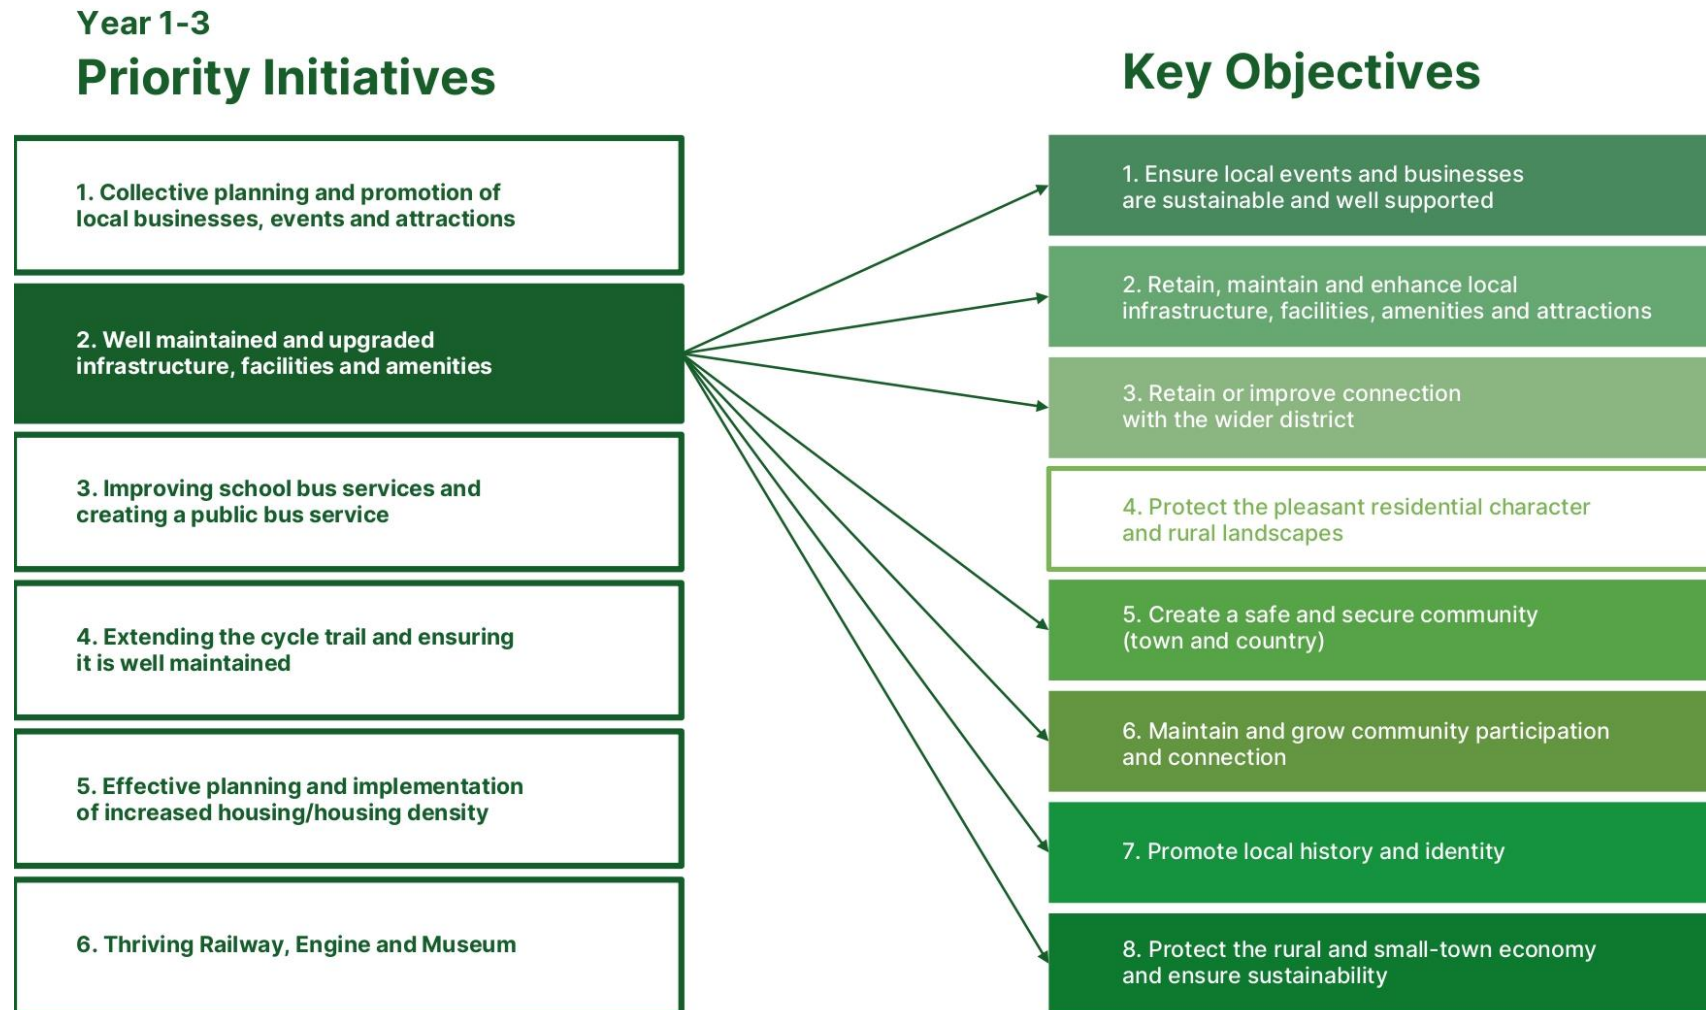 Year 1-3
Priority Initiatives
1. Collective planning and promotion of
local businesses, events and attractions
2. Well maintained and upgraded
infrastructure, facilities and amenities
3. Improving school bus services and
creating a public bus service
4. Extending the cycle trail and ensuring
it is well maintained
5. Effective planning and implementation
of increased housing/housing density
6. Thriving Railway, Engine and Museum
Key Objectives
1. Ensure local events and businesses
are sustainable and well supported
2. Retain, maintain and enhance local
infrastructure, facilities, amenities and attractions
3. Retain or improve connection
with the wider district
4. Protect the pleasant residential character
and rural landscapes
5. Create a safe and secure community
(town and country)
6. Maintain and grow community participation
and connection
7. Promote local history and identity
8. Protect the rural and small-town economy
and ensure sustainability